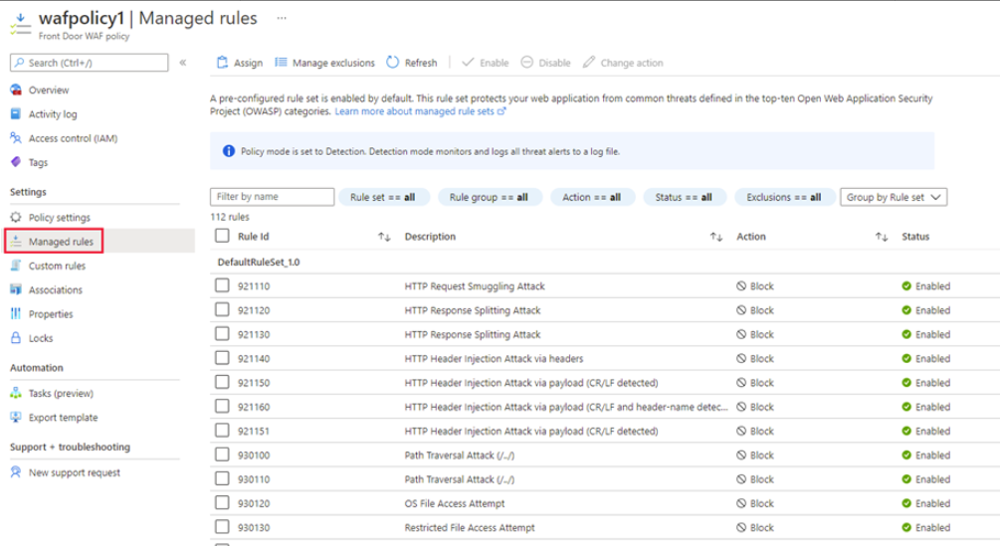 wafpolicy1 | Managed rules ...
Front Door WAF policy
Search (Ctrl+/)
«
Overview
Activity log
Access control (IAM)
Tags
Settings
Policy settings
Managed rules
Custom rules
Associations
Properties
Locks
Automation
Tasks (preview)
Export template
Support + troubleshooting
New support request
Assign Manage exclusions Refresh Enable Disable Change action
A pre-configured rule set is enabled by default. This rule set protects your web application from common threats defined in the top-ten Open Web Application Security
Project (OWASP) categories. Learn more about managed rule sets
Policy mode is set to Detection. Detection mode monitors and logs all threat alerts to a log file.
Filter by name Rule set == all Rule group == all Action == all Status == all Exclusions == all Group by Rule set
112 rules
Rule Id Description Action Status
DefaultRuleSet_1.0
921110 HTTP Request Smuggling Attack Block Enabled
921120 HTTP Response Splitting Attack Block Enabled
921130 HTTP Response Splitting Attack Block Enabled
921140 HTTP Header Injection Attack via headers Block Enabled
921150 HTTP Header Injection Attack via payload (CR/LF detected) Block Enabled
921160 HTTP Header Injection Attack via payload (CR/LF and header-name detec... Block Enabled
921151 HTTP Header Injection Attack via payload (CR/LF detected) Block Enabled
930100 Path Traversal Attack (/../) Block Enabled
930110 Path Traversal Attack (/../) Block Enabled
930120 OS File Access Attempt Block Enabled
930130 Restricted File Access Attempt Block Enabled